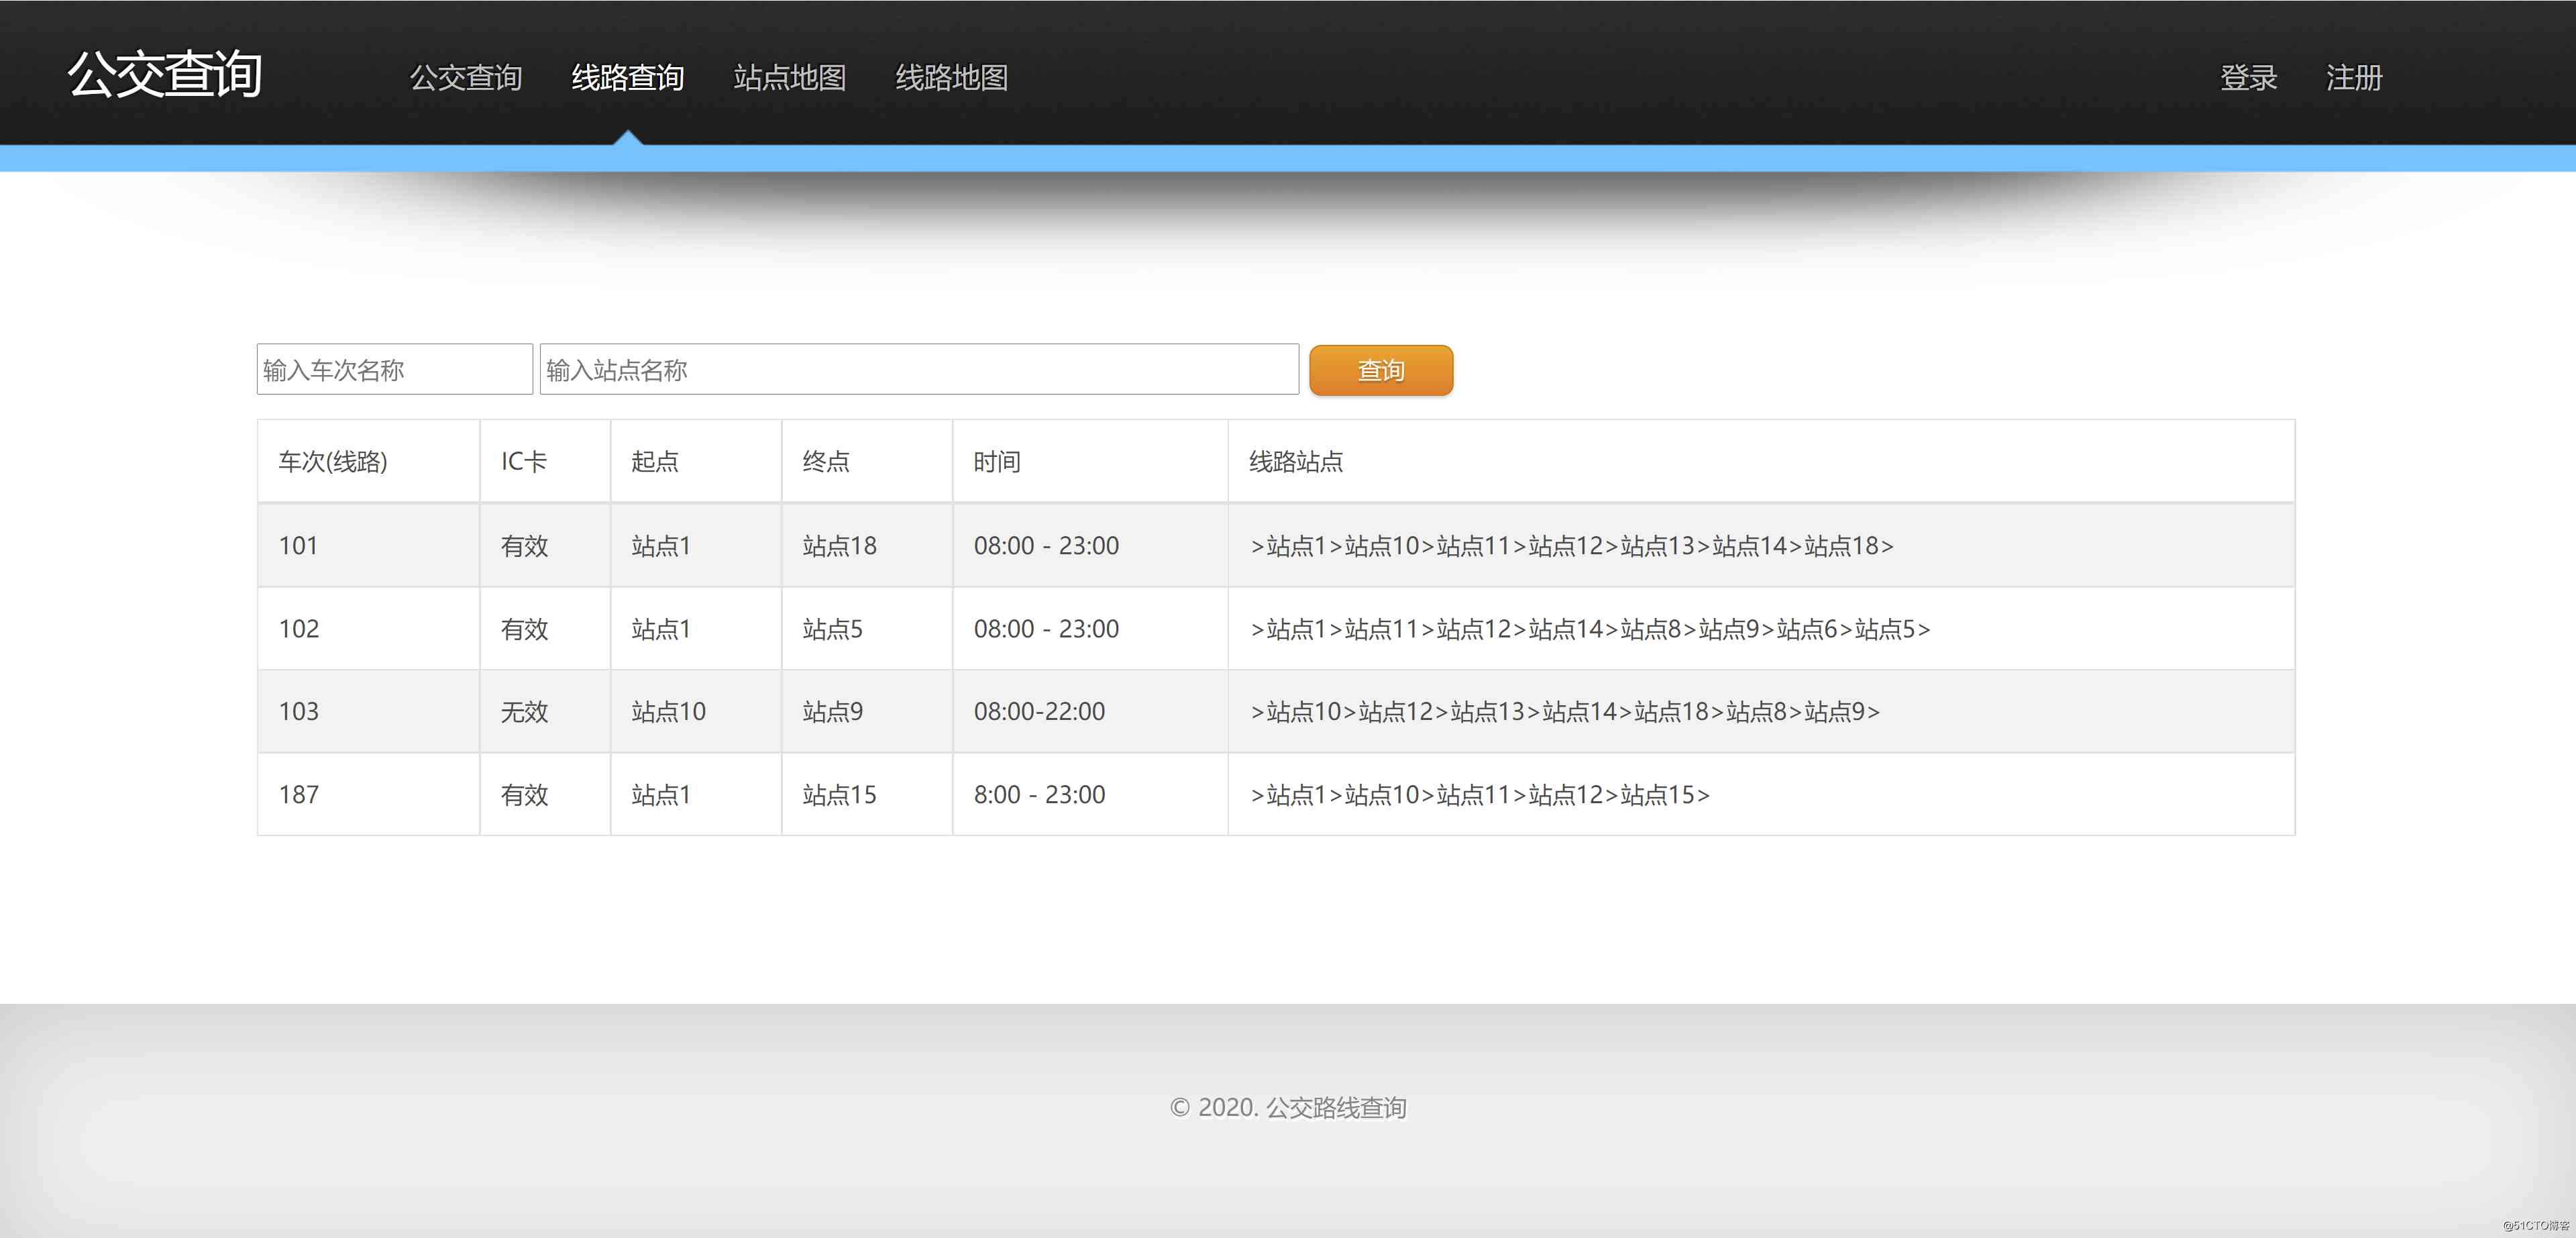 公交查询 公交查询 线路查询 站点地图 线路地图 登录 注册
输入车次名称 输入站点名称 查询
车次(线路) IC卡 起点 终点 时间 线路站点
101 有效 站点1 站点18 08:00 - 23:00 >站点1>站点10>站点11>站点12>站点13>站点14>站点18>
102 有效 站点1 站点5 08:00 - 23:00 >站点1>站点11>站点12>站点14>站点8>站点9>站点6>站点5>
103 无效 站点10 站点9 08:00-22:00 >站点10>站点12>站点13>站点14>站点18>站点8>站点9>
187 有效 站点1 站点15 8:00 - 23:00 >站点1>站点10>站点11>站点12>站点15>
© 2020. 公交路线查询
@51CTO博客